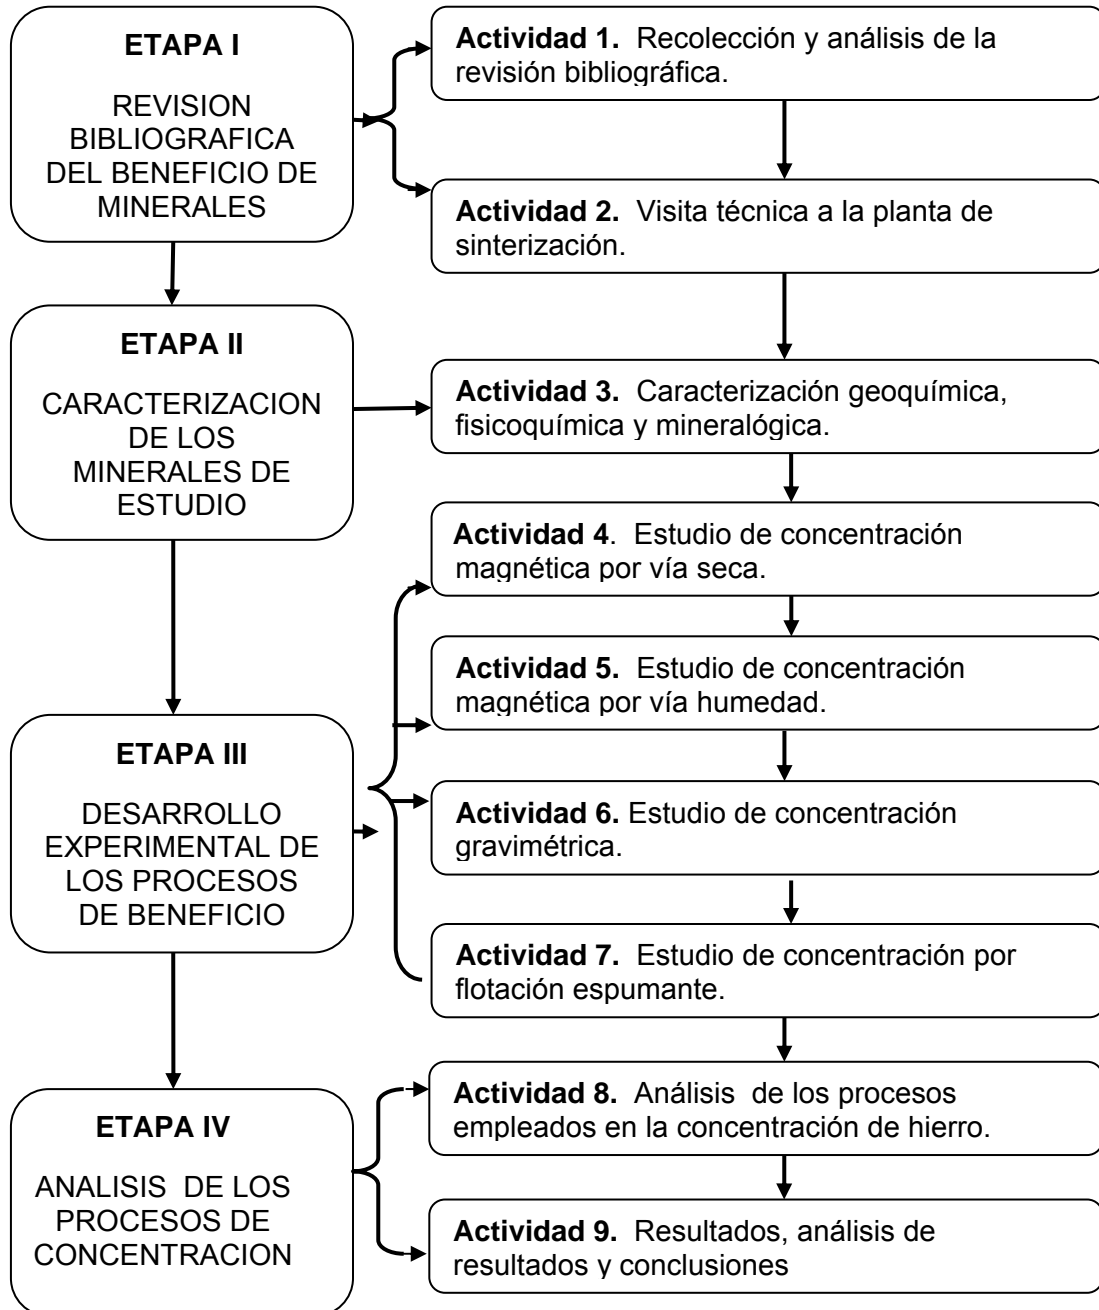 ETAPA I
REVISION
BIBLIOGRAFICA
DEL BENEFICIO DE
MINERALES
Actividad 1. Recolección y análisis de la
revisión bibliográfica.
Actividad 2. Visita técnica a la planta de
sinterización.
ETAPA II
CARACTERIZACION
DE LOS
MINERALES DE
ESTUDIO
Actividad 3. Caracterización geoquímica,
fisicoquímica y mineralógica.
ETAPA III
DESARROLLO
EXPERIMENTAL DE
LOS PROCESOS
DE BENEFICIO
Actividad 4. Estudio de concentración
magnética por vía seca.
Actividad 5. Estudio de concentración
magnética por vía humedad.
Actividad 6. Estudio de concentración
gravimétrica.
Actividad 7. Estudio de concentración por
flotación espumante.
ETAPA IV
ANALISIS DE LOS
PROCESOS DE
CONCENTRACION
Actividad 8. Análisis de los procesos
empleados en la concentración de hierro.
Actividad 9. Resultados, análisis de
resultados y conclusiones